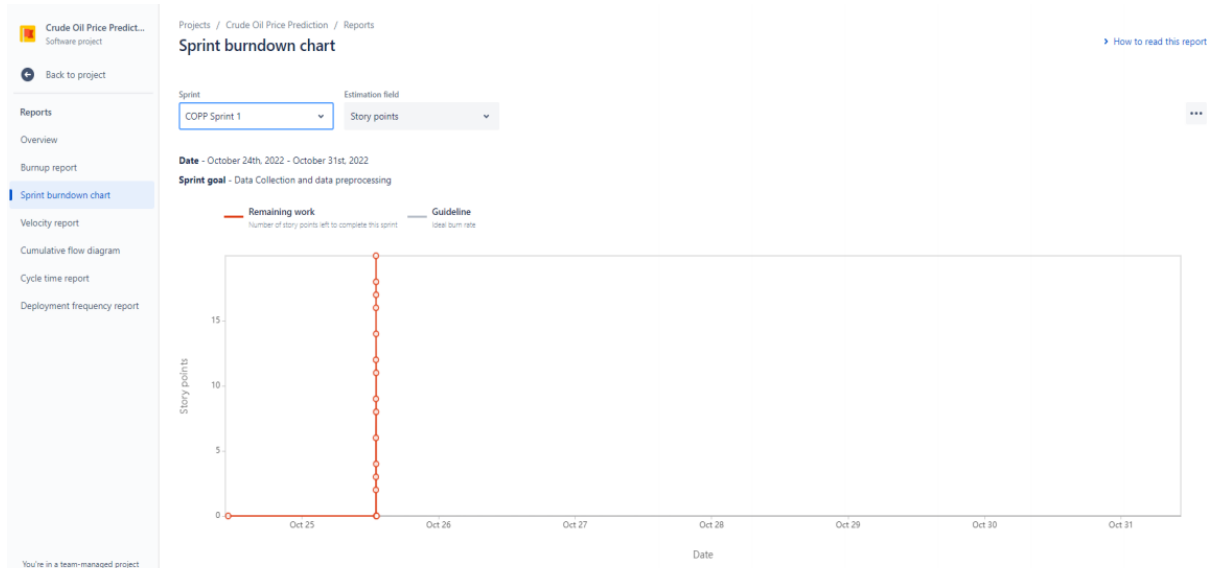 Crude Oil Price Predict...
Software project
Back to project
Reports
Overview
Burnup report
Sprint burndown chart
Velocity report
Cumulative flow diagram
Cycle time report
Deployment frequency report
You're in a team-managed project
Projects / Crude Oil Price Prediction / Reports
Sprint burndown chart
How to read this report
Sprint
Estimation field
COPP Sprint 1
Story points
Date - October 24th, 2022 - October 31st, 2022
Sprint goal - Data Collection and data preprocessing
Remaining work
Number of story points left to complete this sprint
Guideline
Ideal burn rate
Story points
15
10
5
0
Oct 25
Oct 26
Oct 27
Oct 28
Oct 29
Oct 30
Oct 31
Date